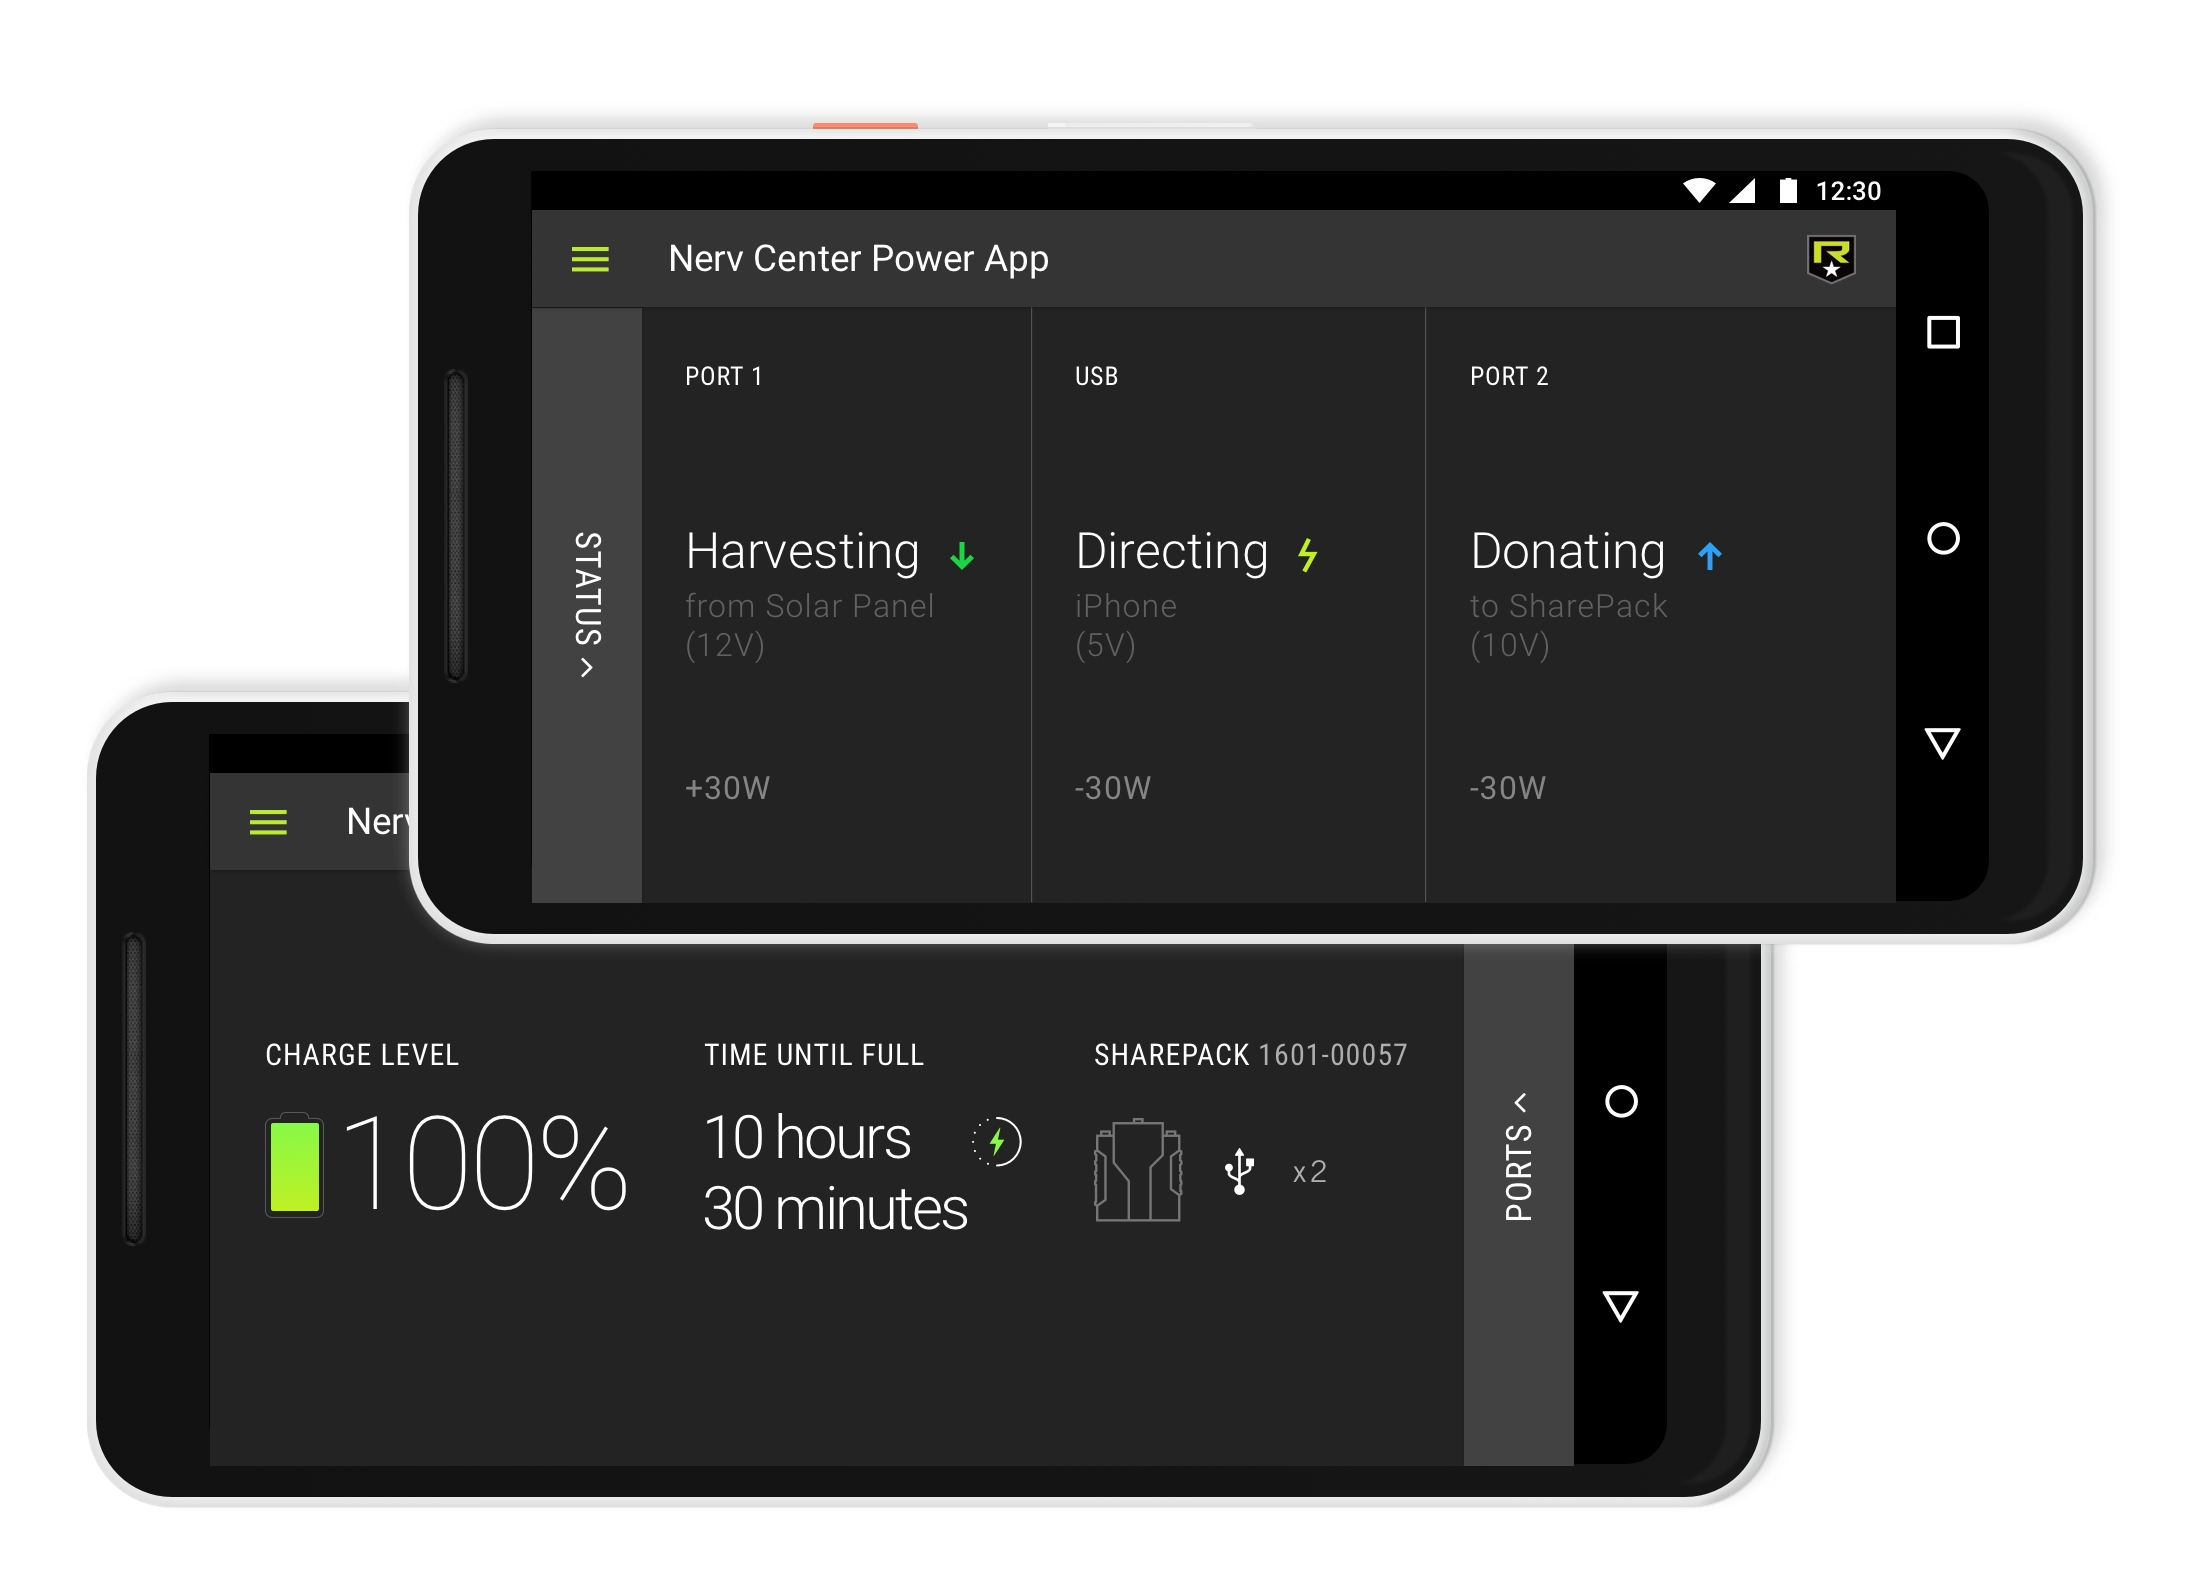 12:30
Nerv Center Power App
R
STATUS >
PORT 1
Harvesting
from Solar Panel
(12V)
+30W
USB
Directing
iPhone
(5V)
-30W
PORT 2
Donating
to SharePack
(10V)
-30W
Nerv
CHARGE LEVEL
100%
TIME UNTIL FULL
10 hours
30 minutes
SHAREPACK 1601-00057
x2
PORTS >